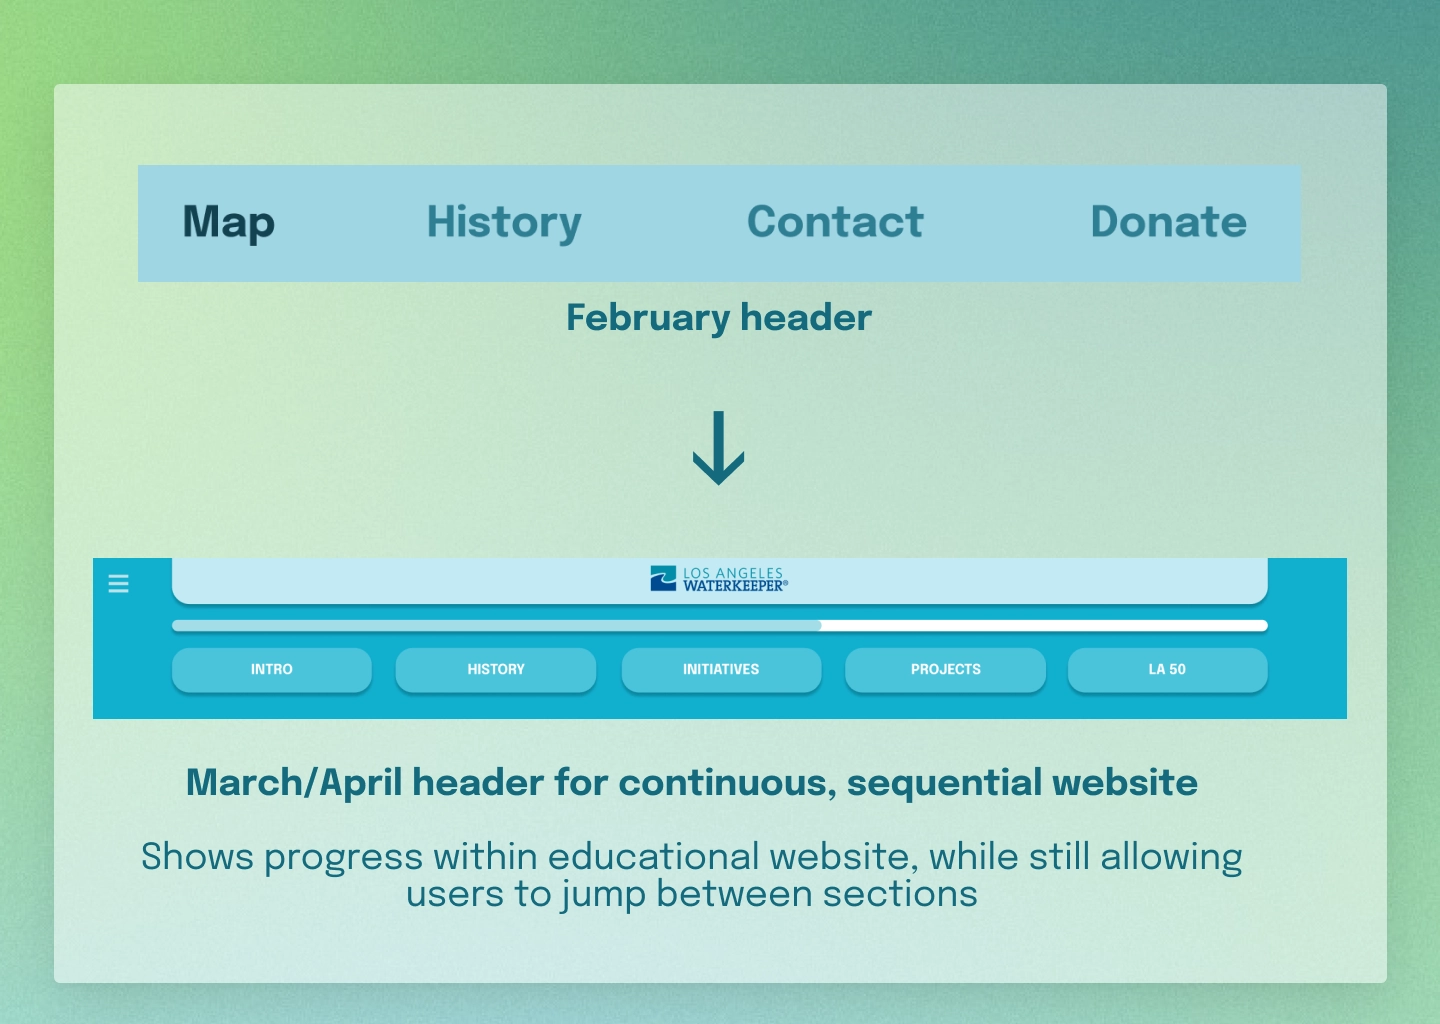 Map History Contact Donate
February header
LOS ANGELES
WATERKEEPER®
INTRO HISTORY INITIATIVES PROJECTS LA 50
March/April header for continuous, sequential website
Shows progress within educational website, while still allowing
users to jump between sections